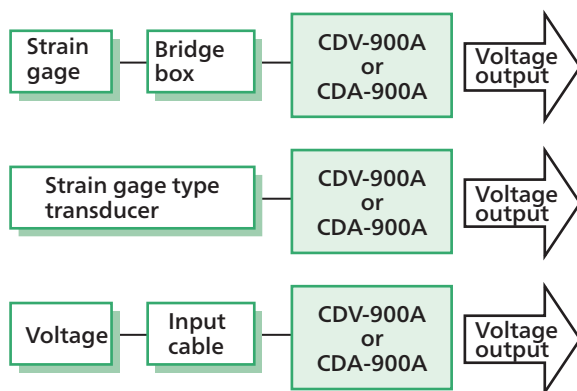 Strain
gage
Bridge
box
CDV-900A
or
CDA-900A
Voltage
output
Strain gage type
transducer
CDV-900A
or
CDA-900A
Voltage
output
Voltage
Input
cable
CDV-900A
or
CDA-900A
Voltage
output